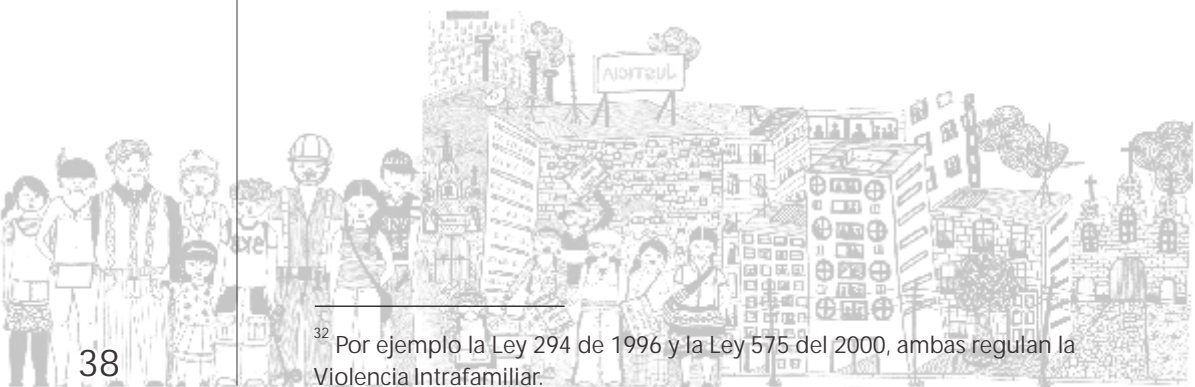 JUSTICIA
32 Por ejemplo la Ley 294 de 1996 y la Ley 575 del 2000, ambas regulan la
Violencia Intrafamiliar.
38